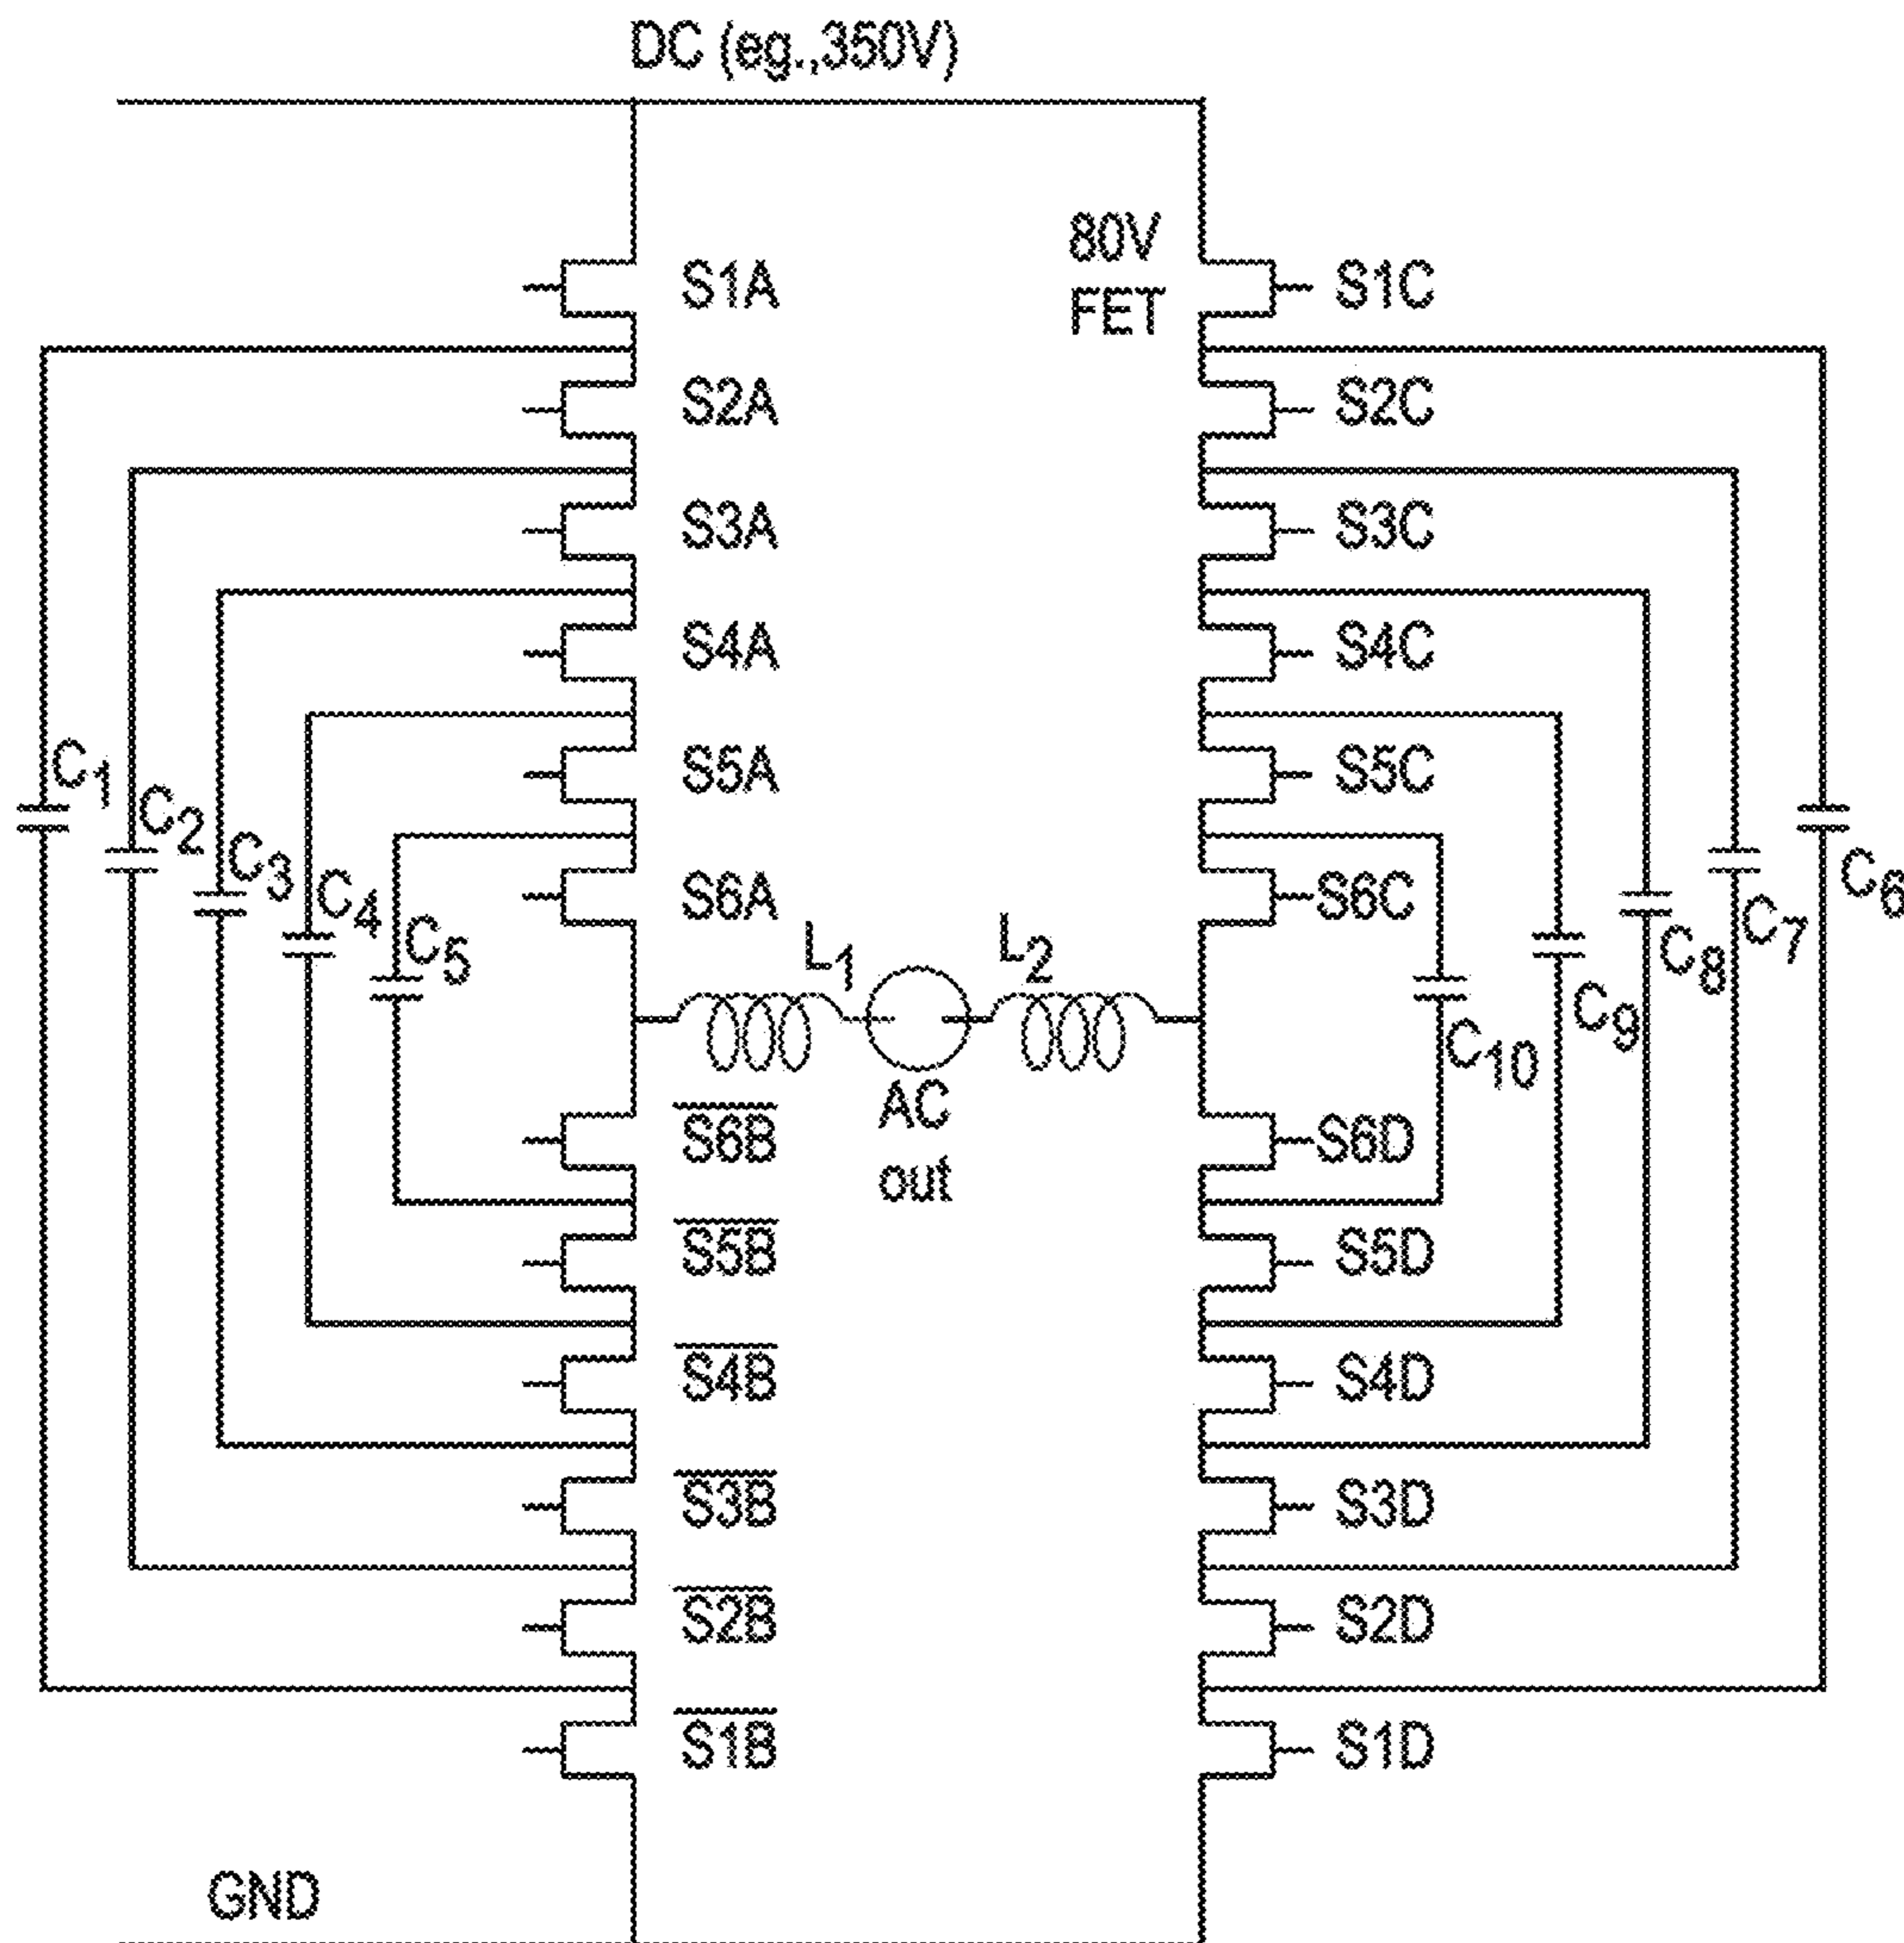 DC (eg.,350V)
80V
FET
S1A
S1C
S2A
S2C
S3A
S3C
S4A
S4C
C1
S5A
S5C
C2
C3
S6A
S6C
C6
C4
C5
L1
L2
C7
C8
C9
C10
AC
out
S6B
S6D
S5B
S5D
S4B
S4D
S3B
S3D
S2B
S2D
S1B
S1D
GND